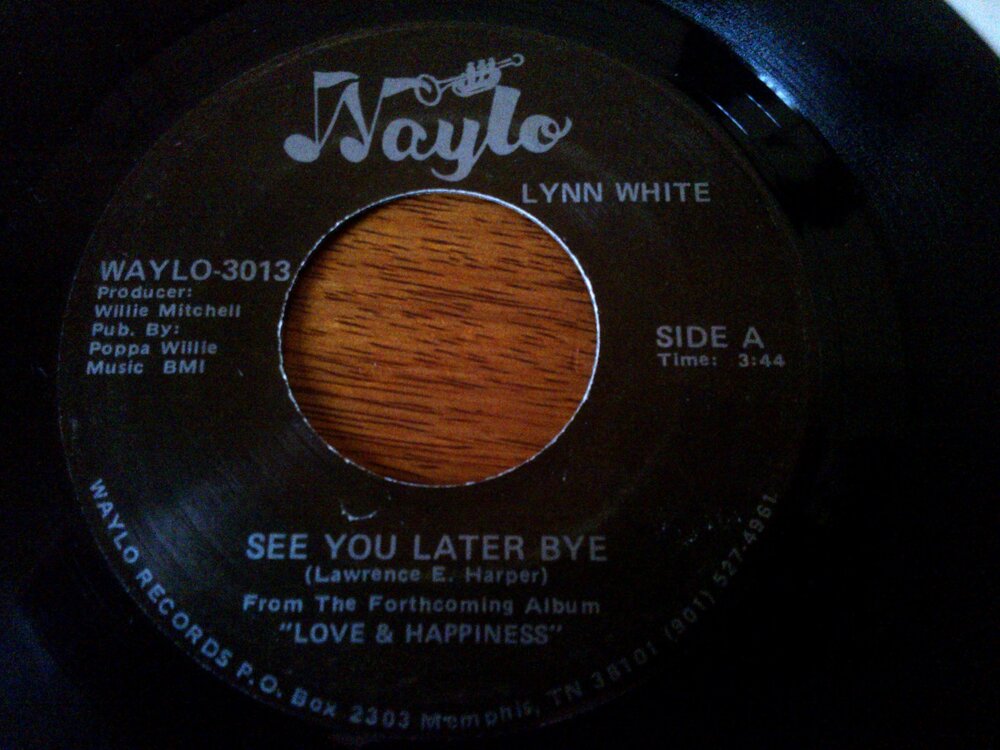 Waylo
LYNN WHITE
WAYLO-3013
Producer:
Willie Mitchell
Pub. By:
Poppa Willie
Music BMI
SIDE A
Time: 3:44
SEE YOU LATER BYE
(Lawrence E. Harper)
From The Forthcoming Album
"LOVE & HAPPINESS"
WAYLO RECORDS P.O. Box 2303 Memphis, TN 38101 (901) 527-4961